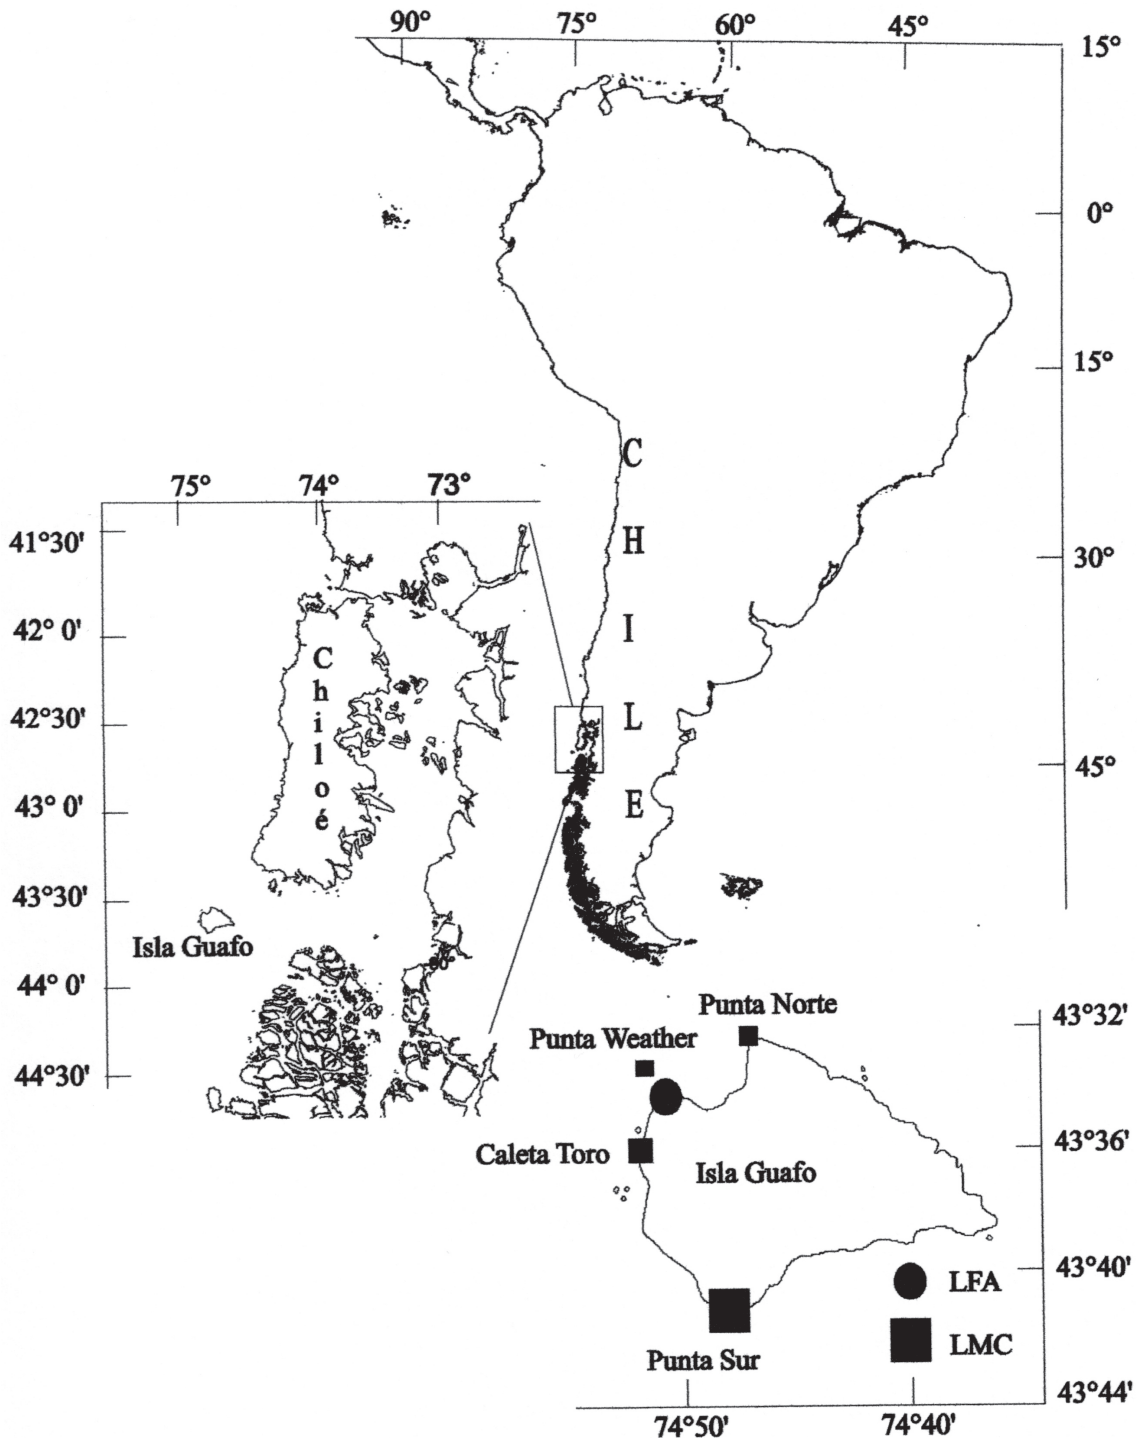 90° 75° 60° 45°
15°
0°
15°
30°
45°
C
H
I
L
E
75° 74° 73°
41°30'
42° 0'
42°30'
43° 0'
43°30'
44° 0'
44°30'
Chiloé
Isla Guafo
Punta Norte
Punta Weather
Caleta Toro
Isla Guafo
Punta Sur
LFA
LMC
43°32'
43°36'
43°40'
43°44'
74°50' 74°40'